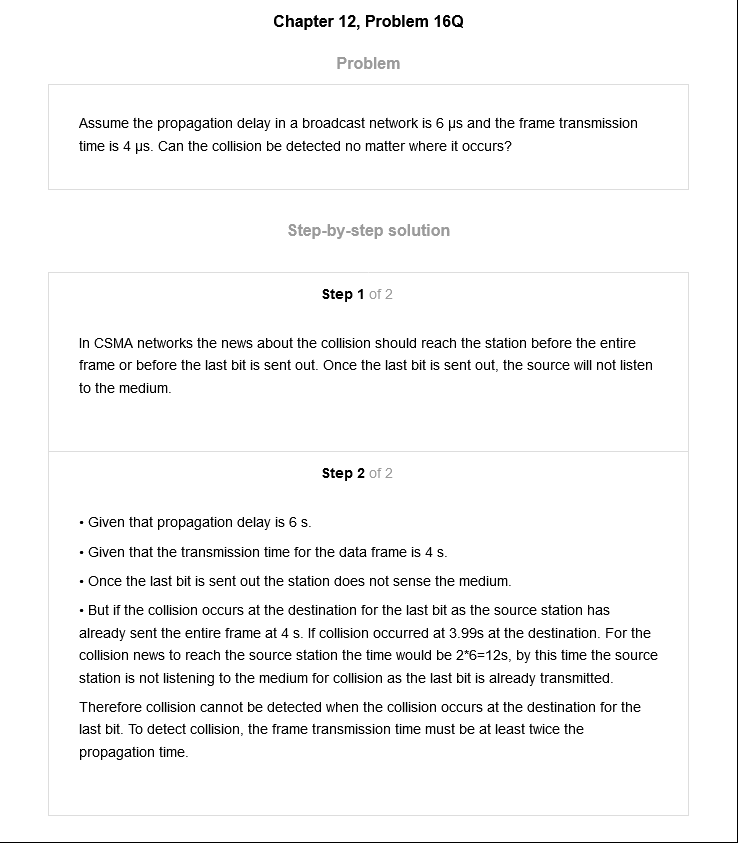 Chapter 12, Problem 16Q
Problem
Assume the propagation delay in a broadcast network is 6 µs and the frame transmission
time is 4 µs. Can the collision be detected no matter where it occurs?
Step-by-step solution
Step 1 of 2
In CSMA networks the news about the collision should reach the station before the entire
frame or before the last bit is sent out. Once the last bit is sent out, the source will not listen
to the medium.
Step 2 of 2
• Given that propagation delay is 6 s.
• Given that the transmission time for the data frame is 4 s.
• Once the last bit is sent out the station does not sense the medium.
• But if the collision occurs at the destination for the last bit as the source station has
already sent the entire frame at 4 s. If collision occurred at 3.99s at the destination. For the
collision news to reach the source station the time would be 2*6=12s, by this time the source
station is not listening to the medium for collision as the last bit is already transmitted.
Therefore collision cannot be detected when the collision occurs at the destination for the
last bit. To detect collision, the frame transmission time must be at least twice the
propagation time.